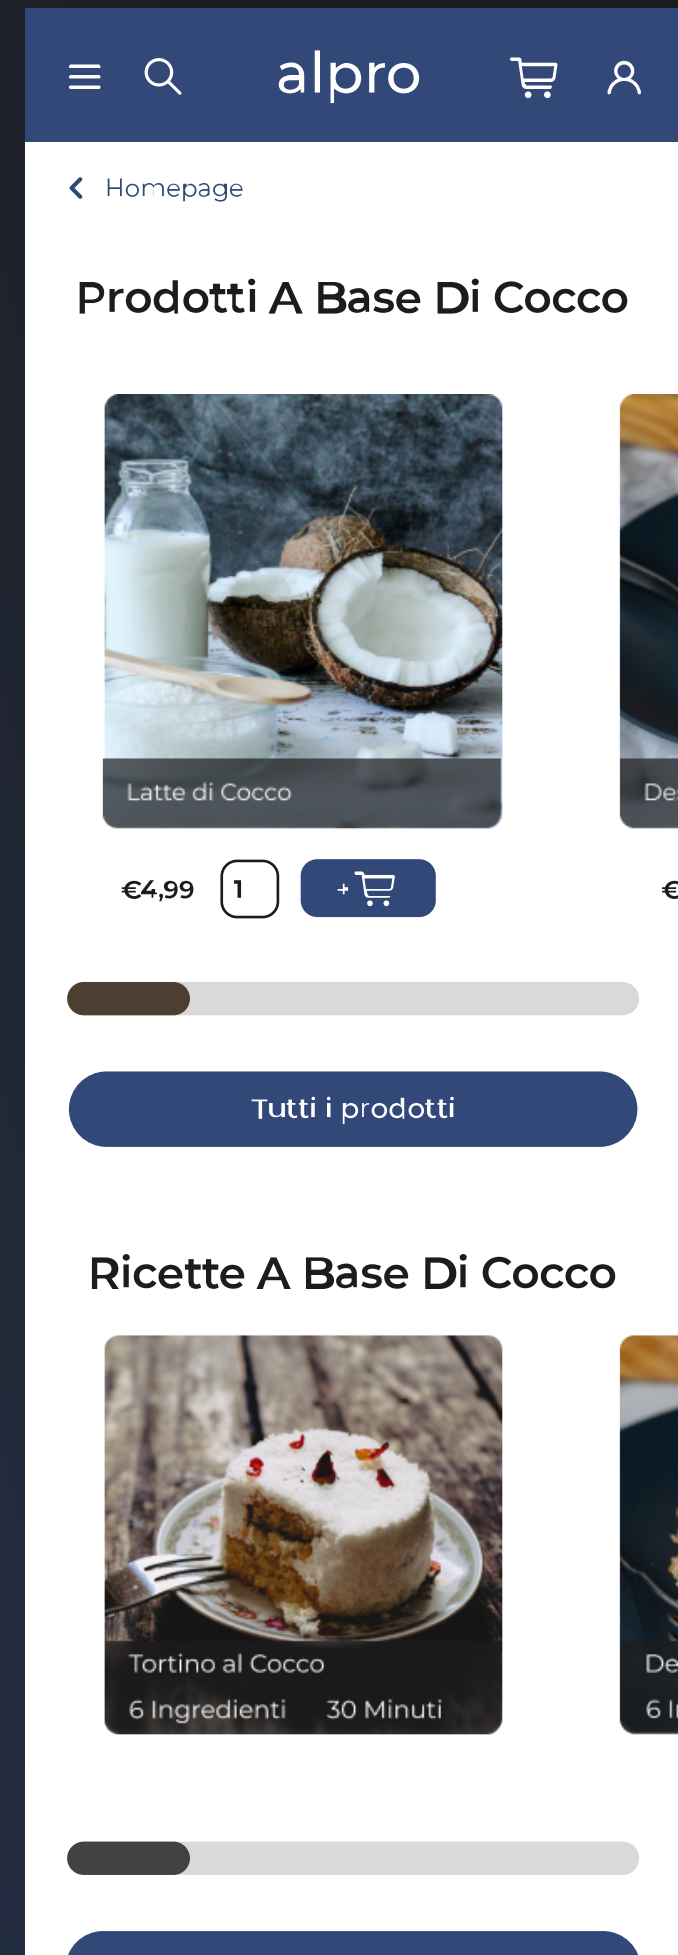 alpro
Homepage
Prodotti A Base Di Cocco
Latte di Cocco
€4,99
1
+
€
Tutti i prodotti
Ricette A Base Di Cocco
Tortino al Cocco
6 Ingredienti 30 Minuti